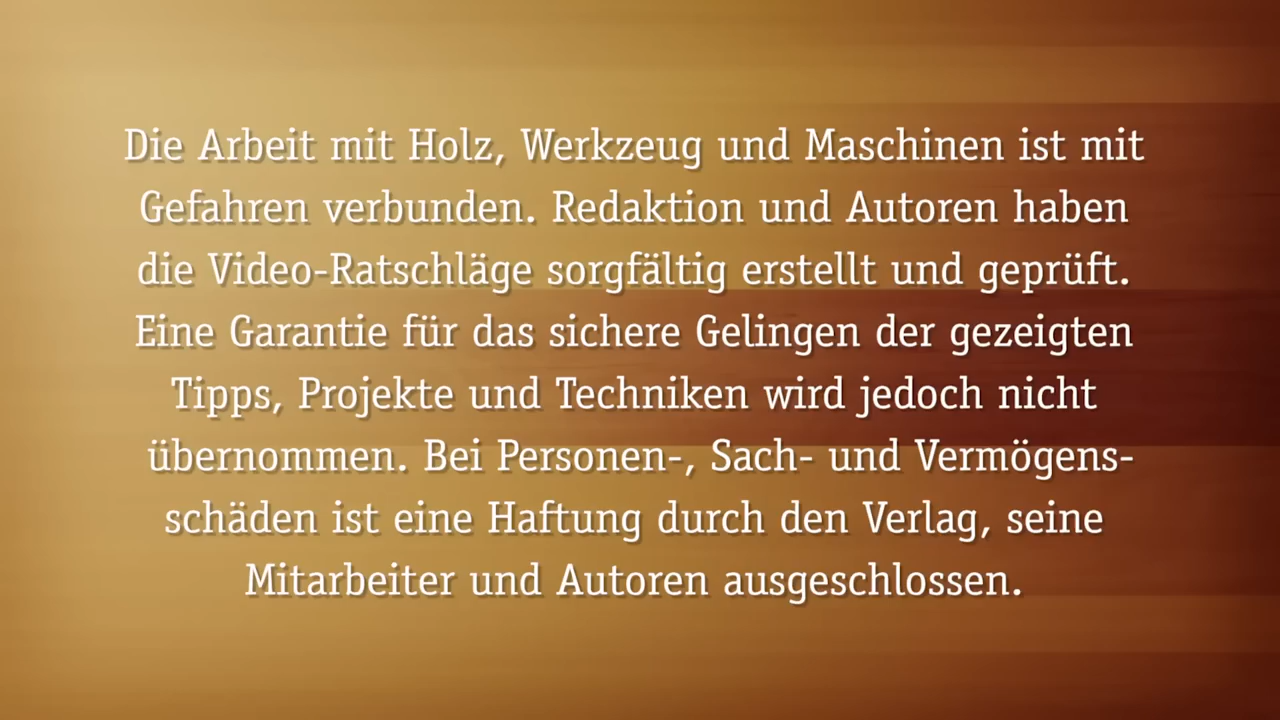 Die Arbeit mit Holz, Werkzeug und Maschinen ist mit
Gefahren verbunden. Redaktion und Autoren haben
die Video-Ratschläge sorgfältig erstellt und geprüft.
Eine Garantie für das sichere Gelingen der gezeigten
Tipps, Projekte und Techniken wird jedoch nicht
übernommen. Bei Personen-, Sach- und Vermögens-
schäden ist eine Haftung durch den Verlag, seine
Mitarbeiter und Autoren ausgeschlossen.